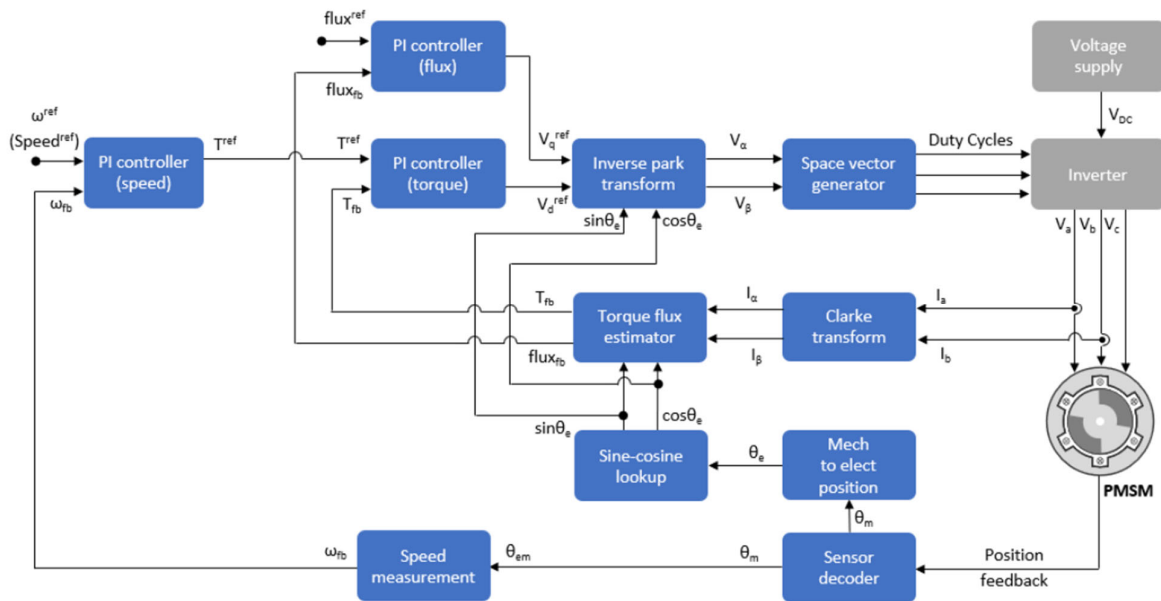 flux^ref
PI controller
(flux)
flux_fb
Voltage
supply
V_DC
ω^ref
(Speed^ref)
PI controller
(speed)
ω_fb
T^ref
T^ref
PI controller
(torque)
T_fb
V_q^ref
V_d^ref
Inverse park
transform
sinθ_e
cosθ_e
V_α
V_β
Space vector
generator
Duty Cycles
Inverter
V_a
V_b
V_c
T_fb
flux_fb
Torque flux
estimator
I_α
I_β
Clarke
transform
I_a
I_b
sinθ_e
cosθ_e
Sine-cosine
lookup
θ_e
Mech
to elect
position
PMSM
θ_m
ω_fb
Speed
measurement
θ_em
θ_m
Sensor
decoder
Position
feedback